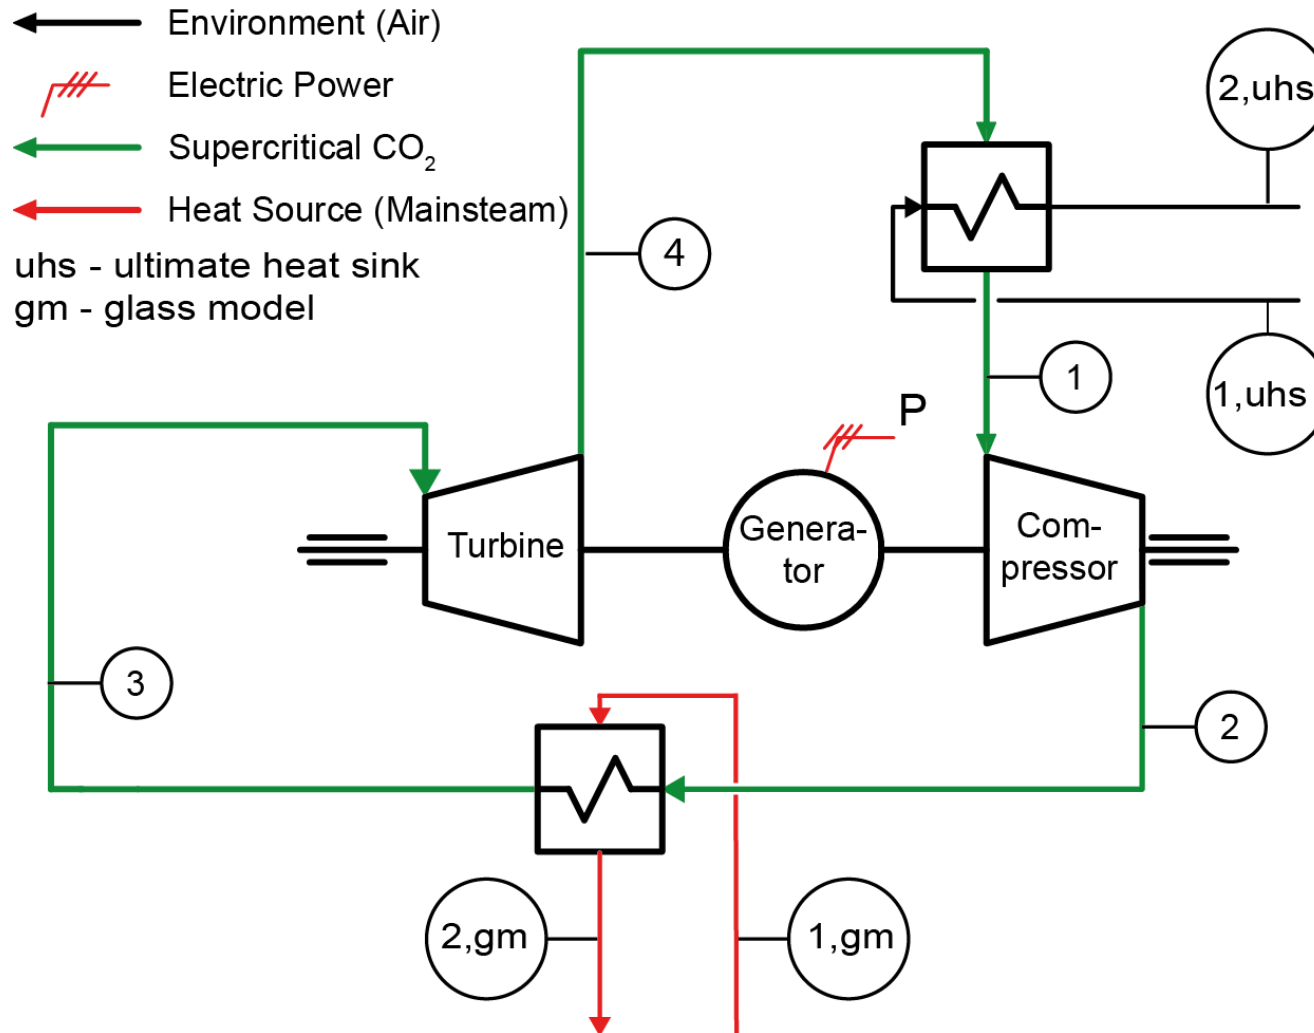 Environment (Air)
Electric Power
Supercritical CO₂
Heat Source (Mainsteam)
uhs - ultimate heat sink
gm - glass model
2,uhs
4
1
1,uhs
P
Turbine
Genera-
tor
Com-
pressor
3
2
2,gm
1,gm